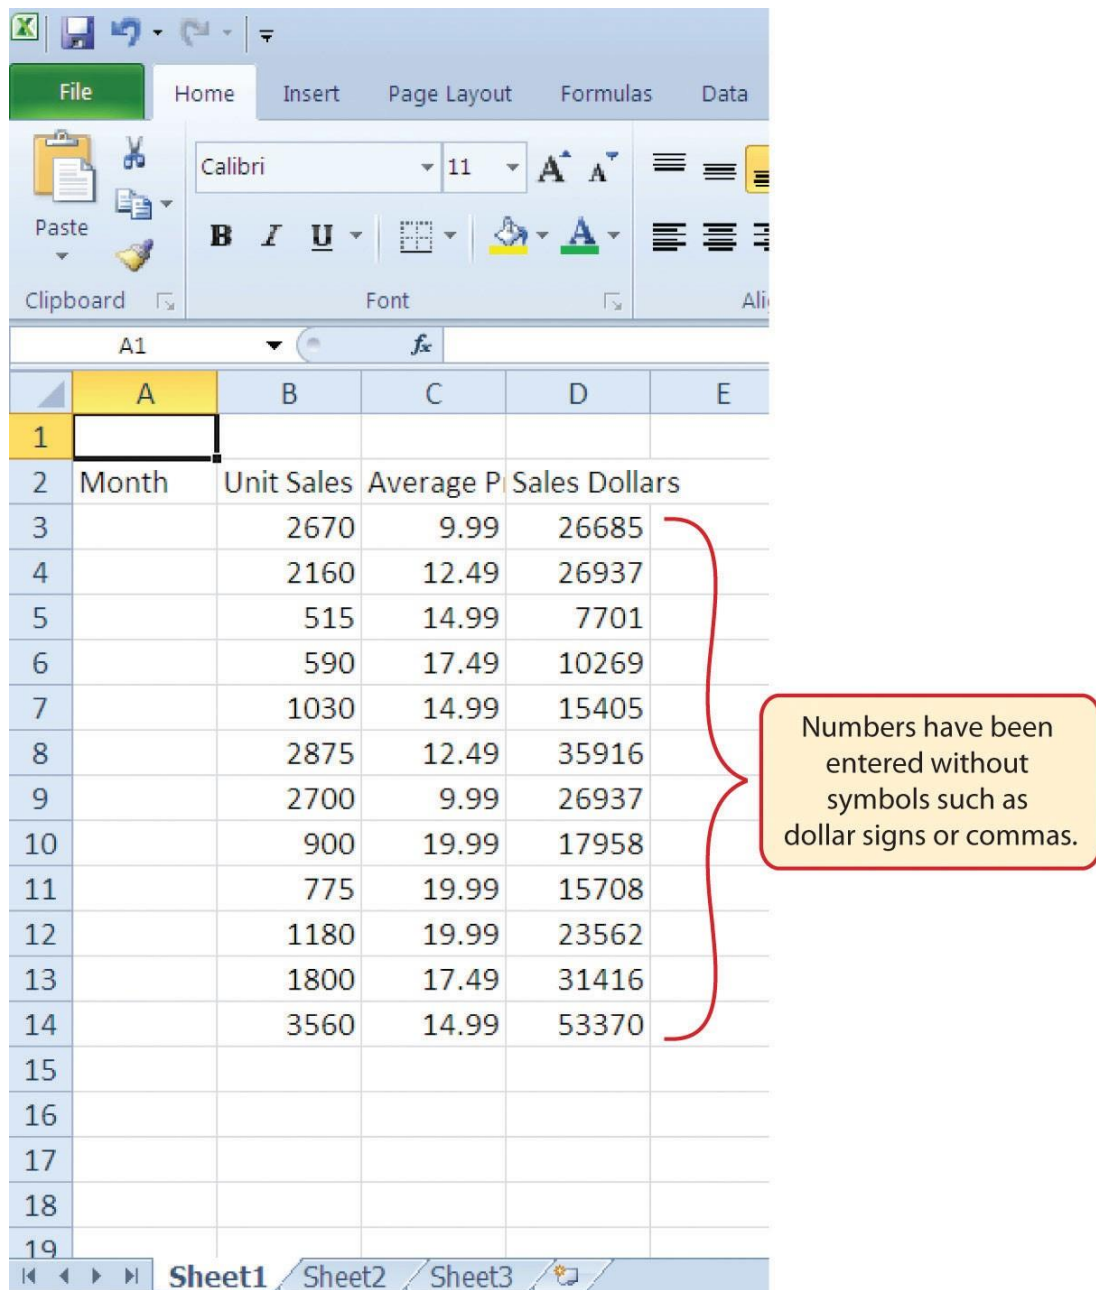 File Home Insert Page Layout Formulas Data
Calibri 11 A A
Paste B I U A
Clipboard Font
A1 fx
A B C D E
1
2 Month Unit Sales Average P Sales Dollars
3 2670 9.99 26685
4 2160 12.49 26937
5 515 14.99 7701
6 590 17.49 10269
7 1030 14.99 15405
8 2875 12.49 35916
9 2700 9.99 26937
10 900 19.99 17958
11 775 19.99 15708
12 1180 19.99 23562
13 1800 17.49 31416
14 3560 14.99 53370
15
16
17
18
19
Sheet1 Sheet2 Sheet3
Numbers have been
entered without
symbols such as
dollar signs or commas.